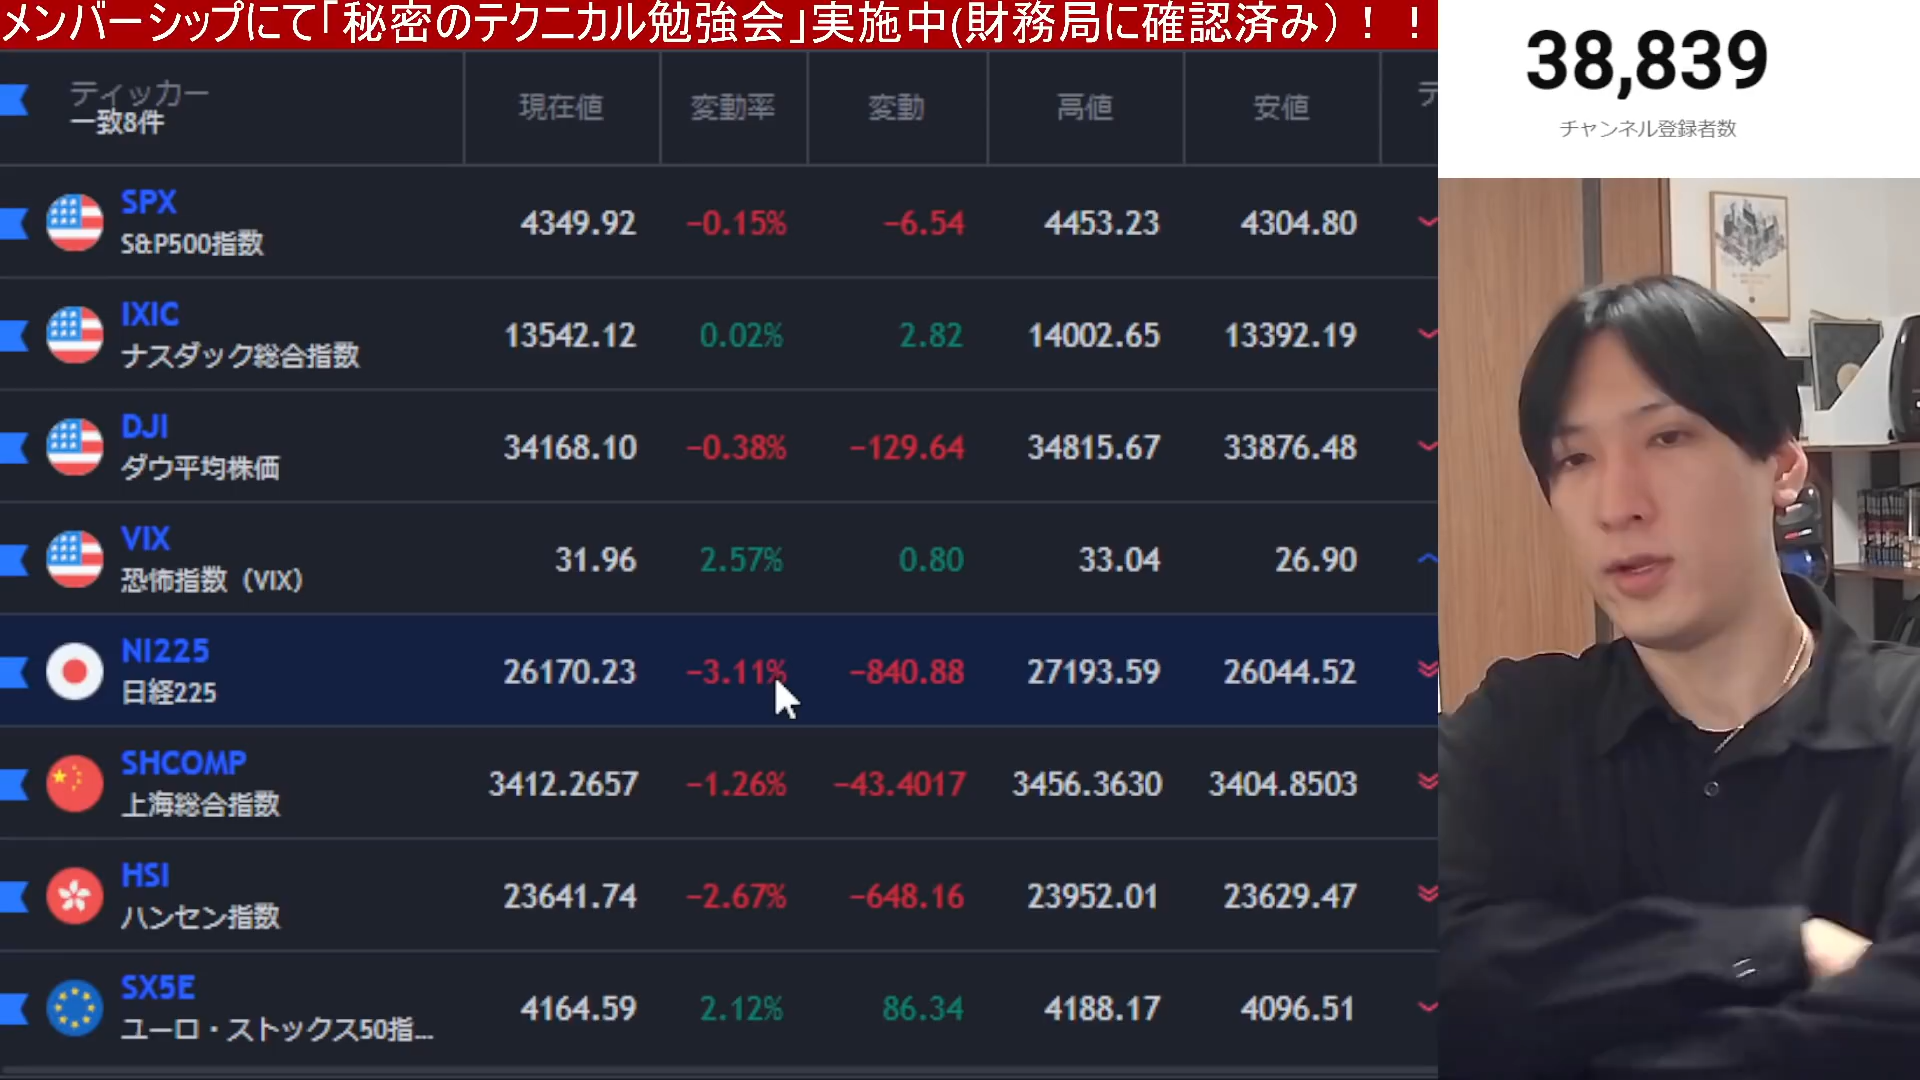 メンバーシップにて「秘密のテクニカル勉強会」実施中(財務局に確認済み)！！
38,839
チャンネル登録者数
ティッカー 現在値 変動率 変動 高値 安値 テ
一致8件
SPX
S&P500指数 4349.92 −0.15% −6.54 4453.23 4304.80
IXIC
ナスダック総合指数 13542.12 0.02% 2.82 14002.65 13392.19
DJI
ダウ平均株価 34168.10 −0.38% −129.64 34815.67 33876.48
VIX
恐怖指数（VIX） 31.96 2.57% 0.80 33.04 26.90
NI225
日経225 26170.23 −3.11% −840.88 27193.59 26044.52
SHCOMP
上海総合指数 3412.2657 −1.26% −43.4017 3456.3630 3404.8503
HSI
ハンセン指数 23641.74 −2.67% −648.16 23952.01 23629.47
SX5E
ユーロ・ストックス50指... 4164.59 2.12% 86.34 4188.17 4096.51